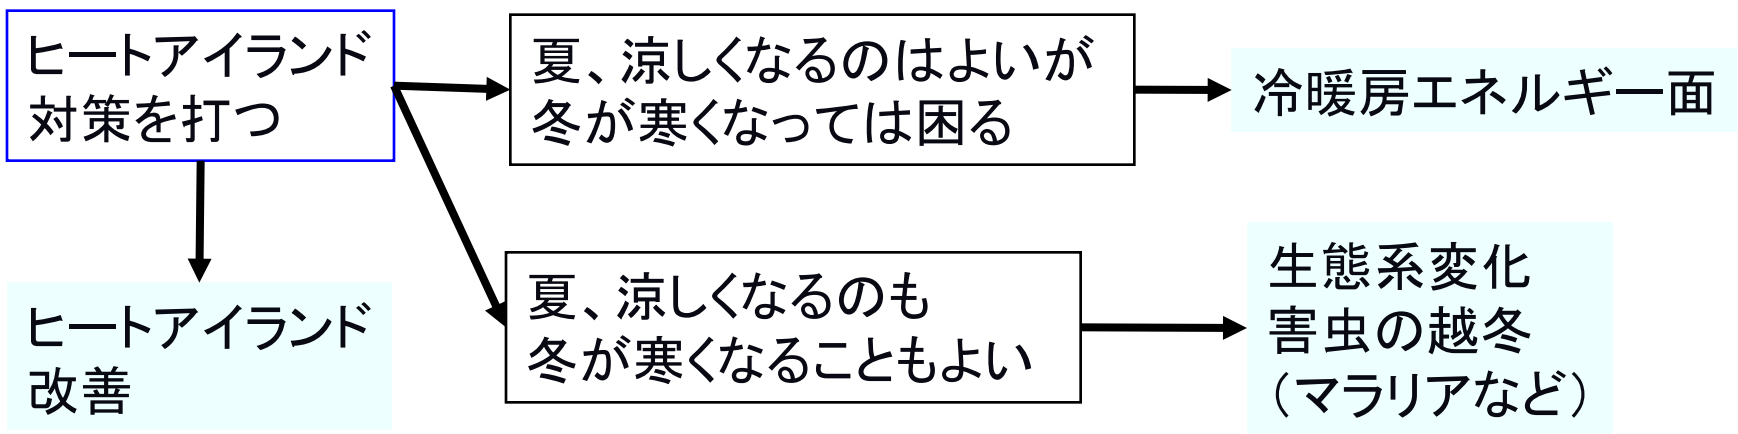 ヒートアイランド
対策を打つ
夏、涼しくなるのはよいが
冬が寒くなっては困る
冷暖房エネルギー面
夏、涼しくなるのも
冬が寒くなることもよい
生態系変化
害虫の越冬
（マラリアなど）
ヒートアイランド
改善